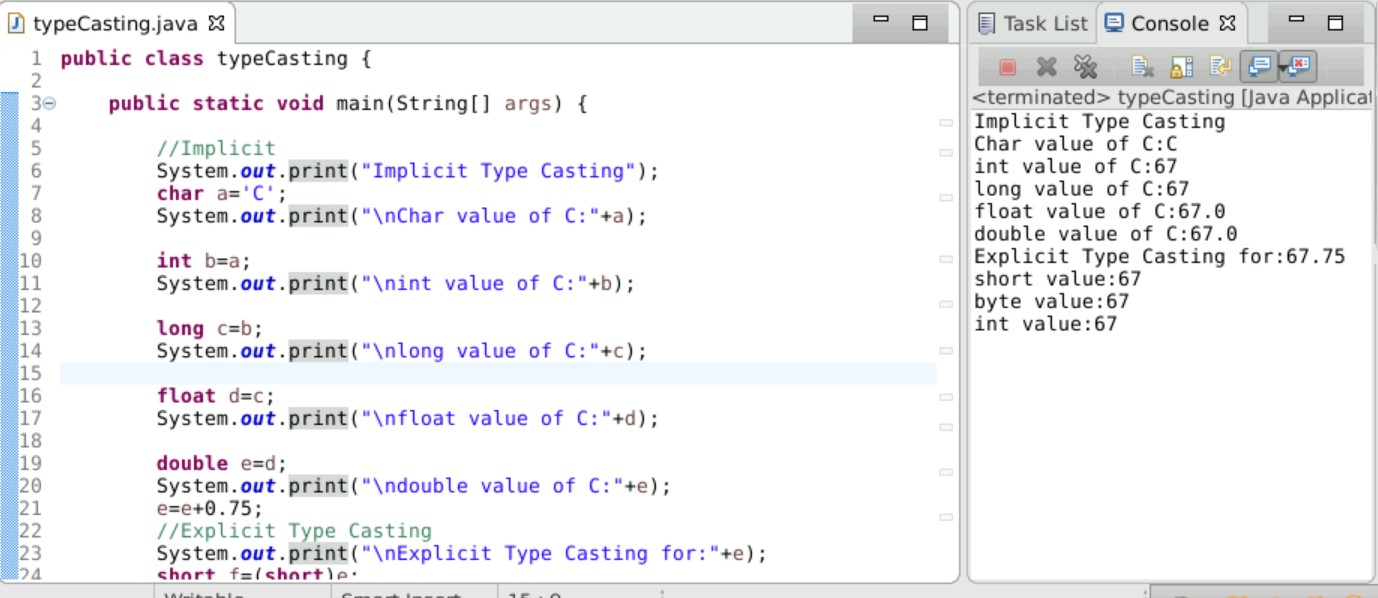 typeCasting.java
1 public class typeCasting {
2
3 public static void main(String[] args) {
4
5 //Implicit
6 System.out.print("Implicit Type Casting");
7 char a='C';
8 System.out.print("\nChar value of C:"+a);
9
10 int b=a;
11 System.out.print("\nint value of C:"+b);
12
13 long c=b;
14 System.out.print("\nlong value of C:"+c);
15
16 float d=c;
17 System.out.print("\nfloat value of C:"+d);
18
19 double e=d;
20 System.out.print("\ndouble value of C:"+e);
21 e=e+0.75;
22 //Explicit Type Casting
23 System.out.print("\nExplicit Type Casting for:"+e);
24 short f=(short)e;
Task List Console
<terminated> typeCasting [Java Applicat
Implicit Type Casting
Char value of C:C
int value of C:67
long value of C:67
float value of C:67.0
double value of C:67.0
Explicit Type Casting for:67.75
short value:67
byte value:67
int value:67
Writable Smart Insert 15 : 9